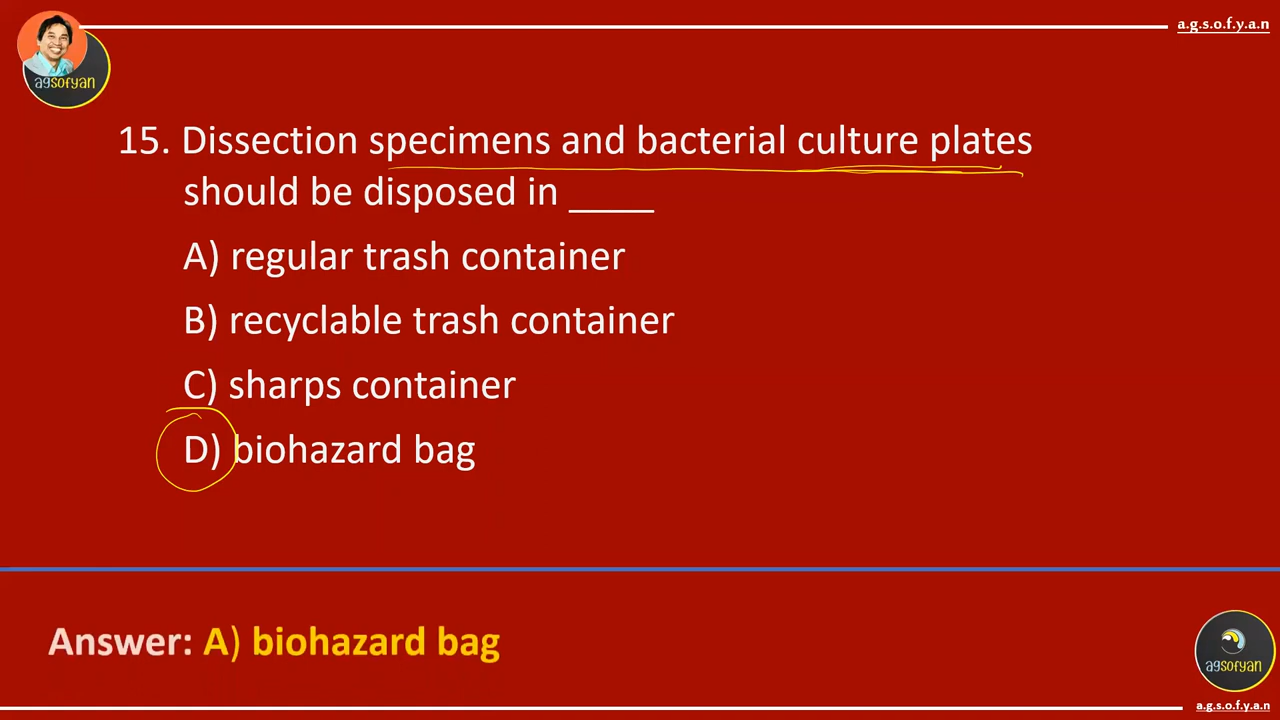 a.g.s.o.f.y.a.n
agsofyan
15. Dissection specimens and bacterial culture plates
should be disposed in ____
A) regular trash container
B) recyclable trash container
C) sharps container
D) biohazard bag
Answer: A) biohazard bag
agsofyan
a.g.s.o.f.y.a.n